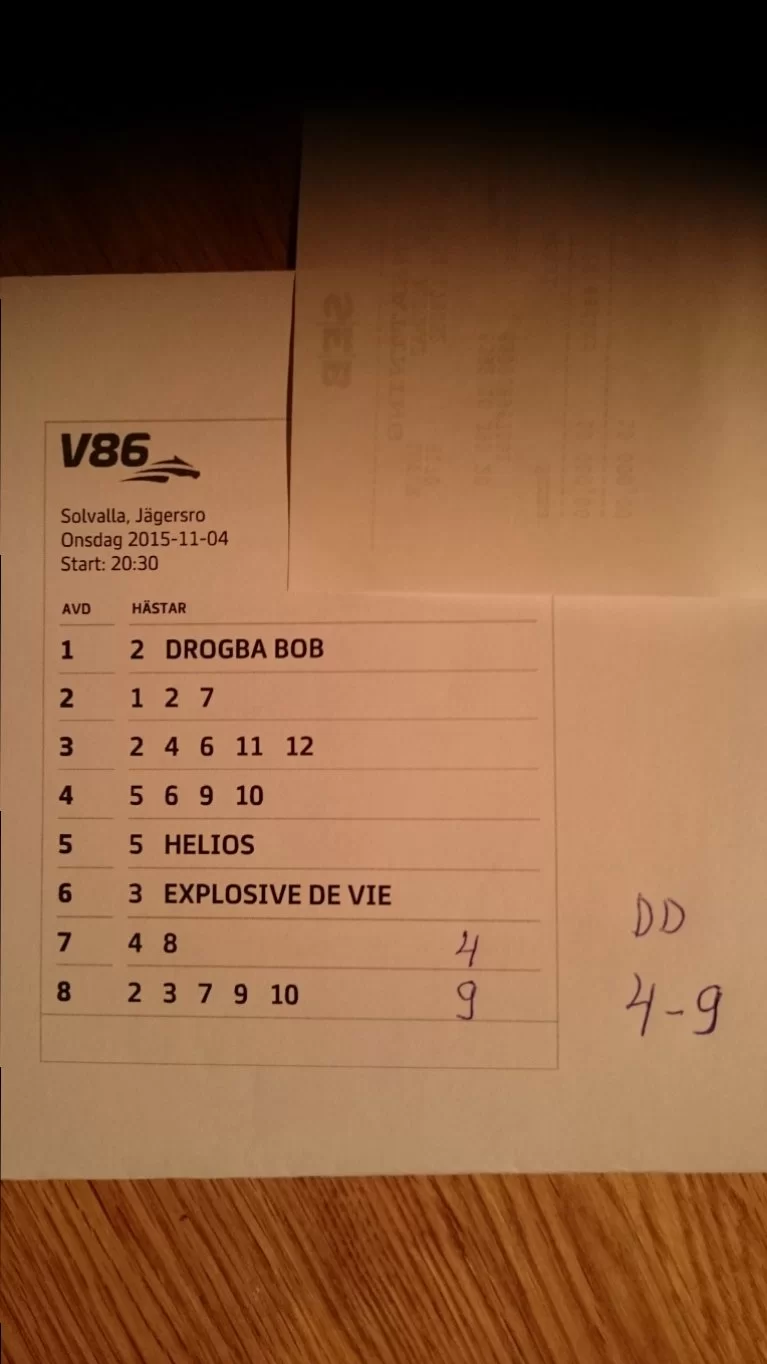 V86
Solvalla, Jägersro
Onsdag 2015-11-04
Start: 20:30
AVD HÄSTAR
1 2 DROGBA BOB
2 1 2 7
3 2 4 6 11 12
4 5 6 9 10
5 5 HELIOS
6 3 EXPLOSIVE DE VIE
7 4 8 4
8 2 3 7 9 10 9
DD
4-9
SEB